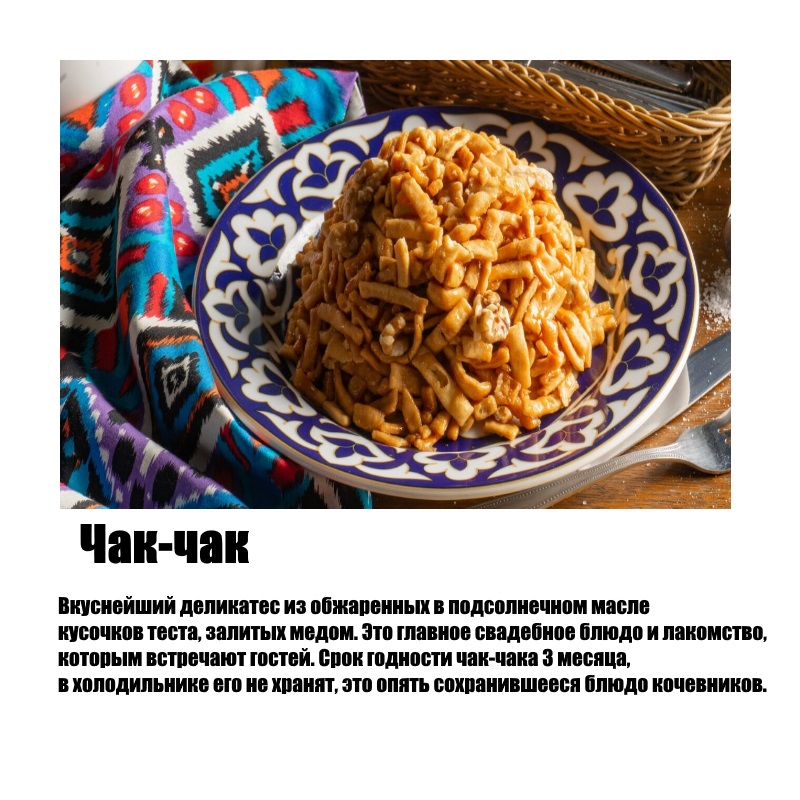 Чак-чак
Вкуснейший деликатес из обжаренных в подсолнечном масле
кусочков теста, залитых медом. Это главное свадебное блюдо и лакомство,
которым встречают гостей. Срок годности чак-чака 3 месяца,
в холодильнике его не хранят, это опять сохранившееся блюдо кочевников.